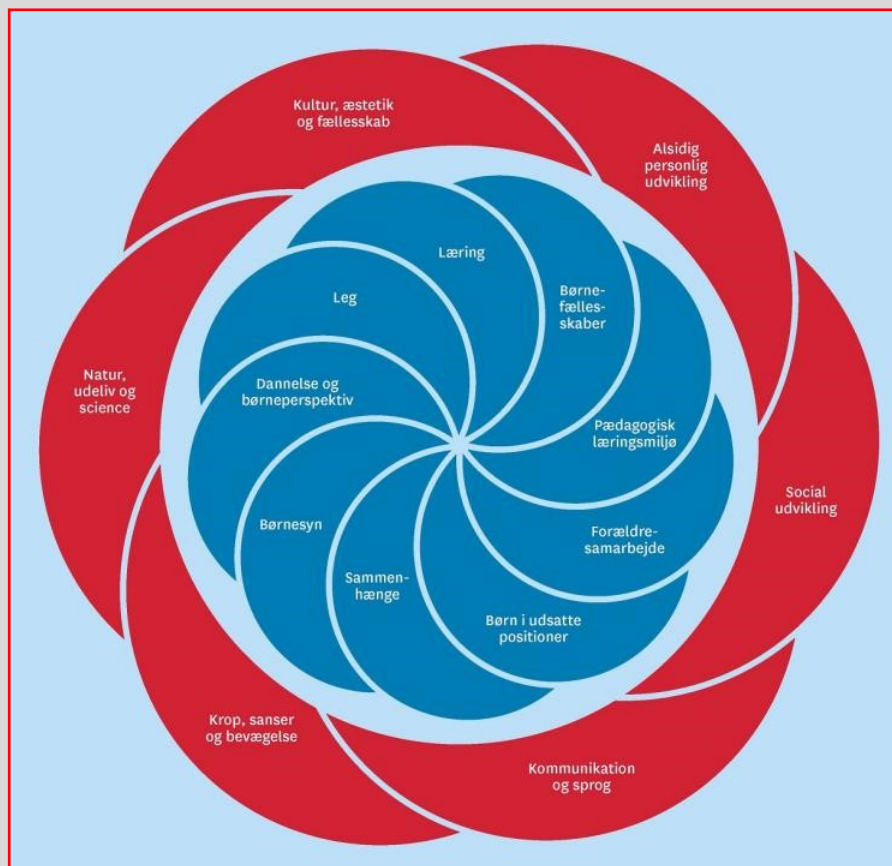 Kultur, æstetik
og fællesskab
Alsidig
personlig
udvikling
Social
udvikling
Kommunikation
og sprog
Krop, sanser
og bevægelse
Natur,
udeliv og
science
Læring
Børne-
fælles-
skaber
Pædagogisk
læringsmiljø
Forældre-
samarbejde
Børn i udsatte
positioner
Sammen-
hænge
Børnesyn
Dannelse og
børneperspektiv
Leg